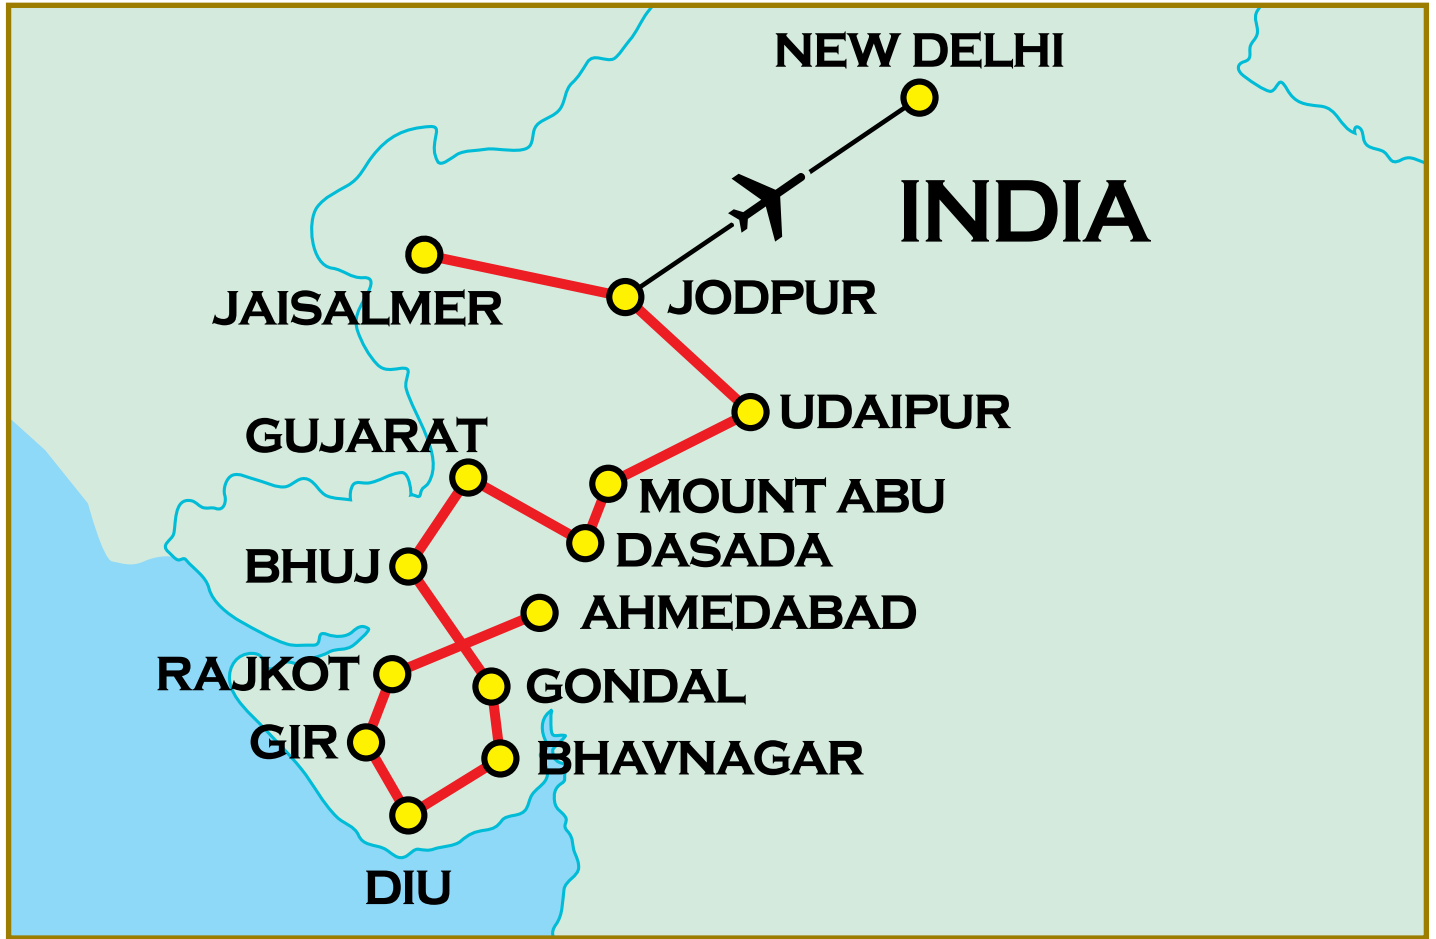 NEW DELHI
INDIA
JAISALMER
JODPUR
UDAIPUR
GUJARAT
MOUNT ABU
DASADA
BHUJ
AHMEDABAD
RAJKOT
GONDAL
GIR
BHAVNAGAR
DIU